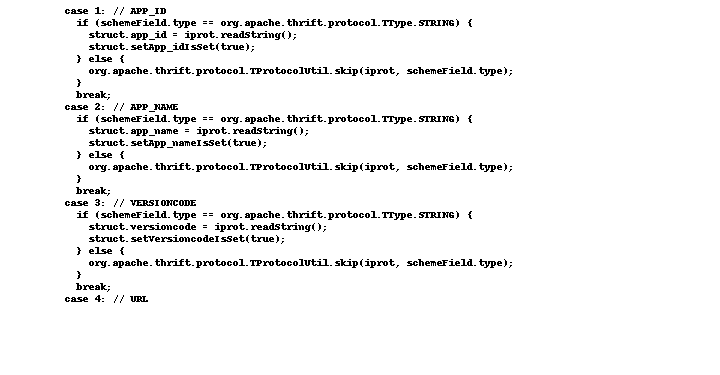 case 1: // APP_ID
  if (schemeField.type == org.apache.thrift.protocol.TType.STRING) {
    struct.app_id = iprot.readString();
    struct.setApp_idIsSet(true);
  } else {
    org.apache.thrift.protocol.TProtocolUtil.skip(iprot, schemeField.type);
  }
  break;
case 2: // APP_NAME
  if (schemeField.type == org.apache.thrift.protocol.TType.STRING) {
    struct.app_name = iprot.readString();
    struct.setApp_nameIsSet(true);
  } else {
    org.apache.thrift.protocol.TProtocolUtil.skip(iprot, schemeField.type);
  }
  break;
case 3: // VERSIONCODE
  if (schemeField.type == org.apache.thrift.protocol.TType.STRING) {
    struct.versioncode = iprot.readString();
    struct.setVersioncodeIsSet(true);
  } else {
    org.apache.thrift.protocol.TProtocolUtil.skip(iprot, schemeField.type);
  }
  break;
case 4: // URL